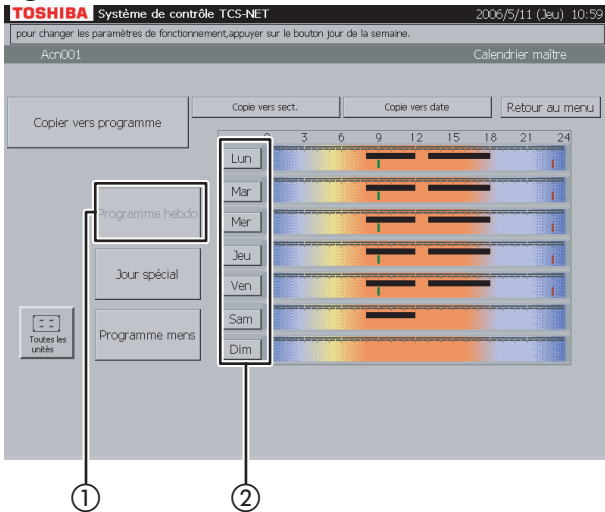 TOSHIBA Système de contrôle TCS-NET 2006/5/11 (Jeu) 10:59
pour changer les paramètres de fonctionnement,appuyer sur le bouton jour de la semaine.
Acn001 Calendrier maître
Copier vers programme
Copie vers sect.
Copie vers date
Retour au menu
0 3 6 9 12 15 18 21 24
Lun
Mar
Programme hebdo
Mer
Jeu
Jour spécial
Ven
Sam
Toutes les
unitès
Programme mens
Dim
① ②